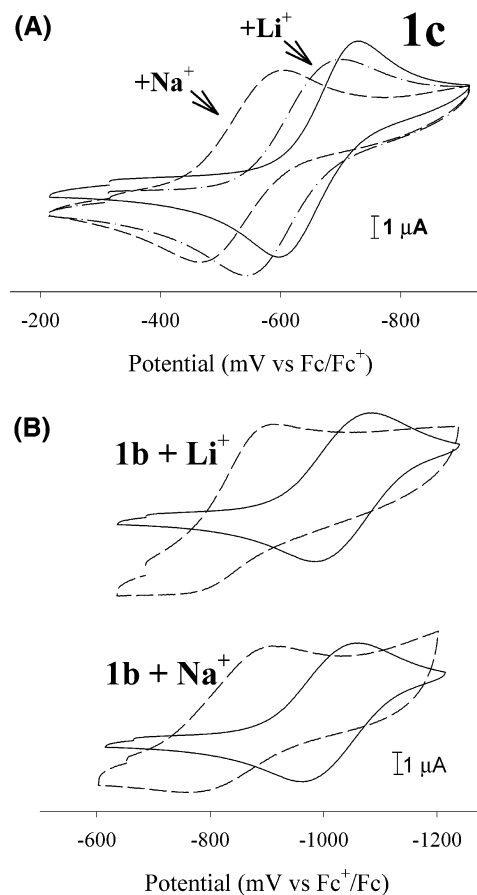 (A)
1c
+Li⁺
+Na⁺
1 μA
-200 -400 -600 -800
Potential (mV vs Fc/Fc⁺)
(B)
1b + Li⁺
1b + Na⁺
1 μA
-600 -800 -1000 -1200
Potential (mV vs Fc⁺/Fc)